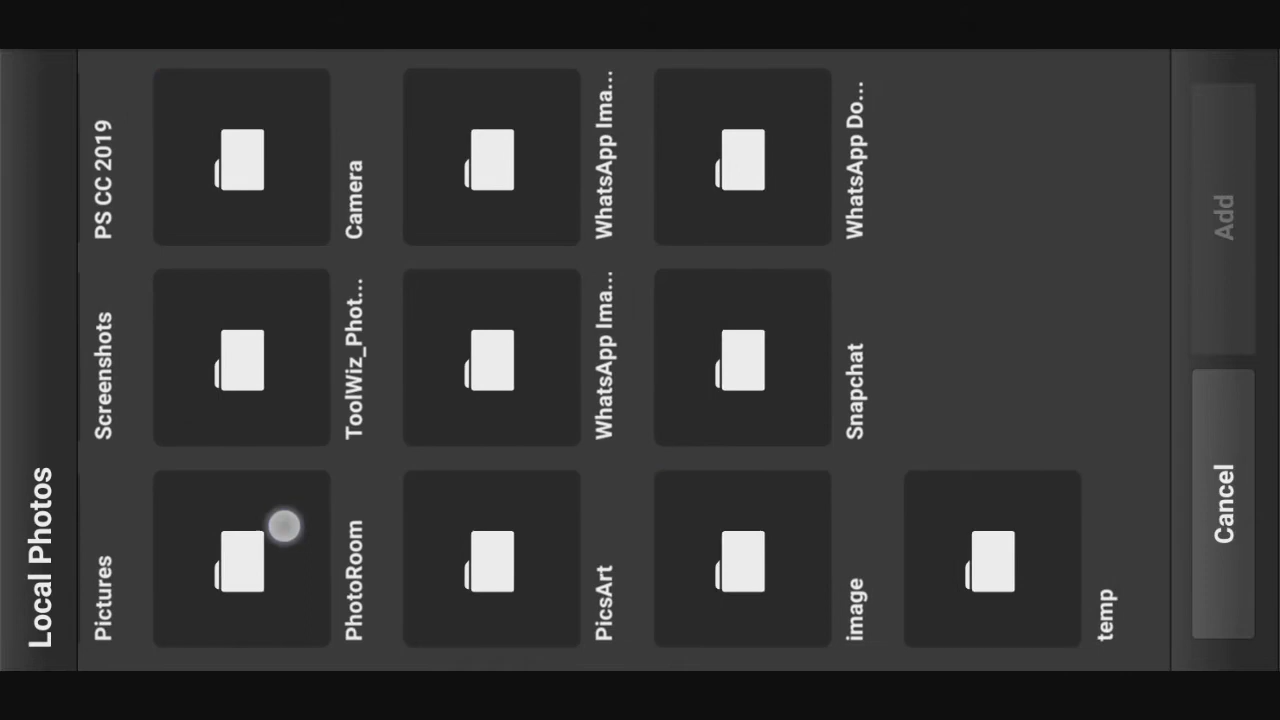 Local Photos
Pictures
Screenshots
PS CC 2019
PhotoRoom
ToolWiz_Phot...
Camera
PicsArt
WhatsApp Ima...
WhatsApp Ima...
image
Snapchat
WhatsApp Do...
temp
Cancel
Add